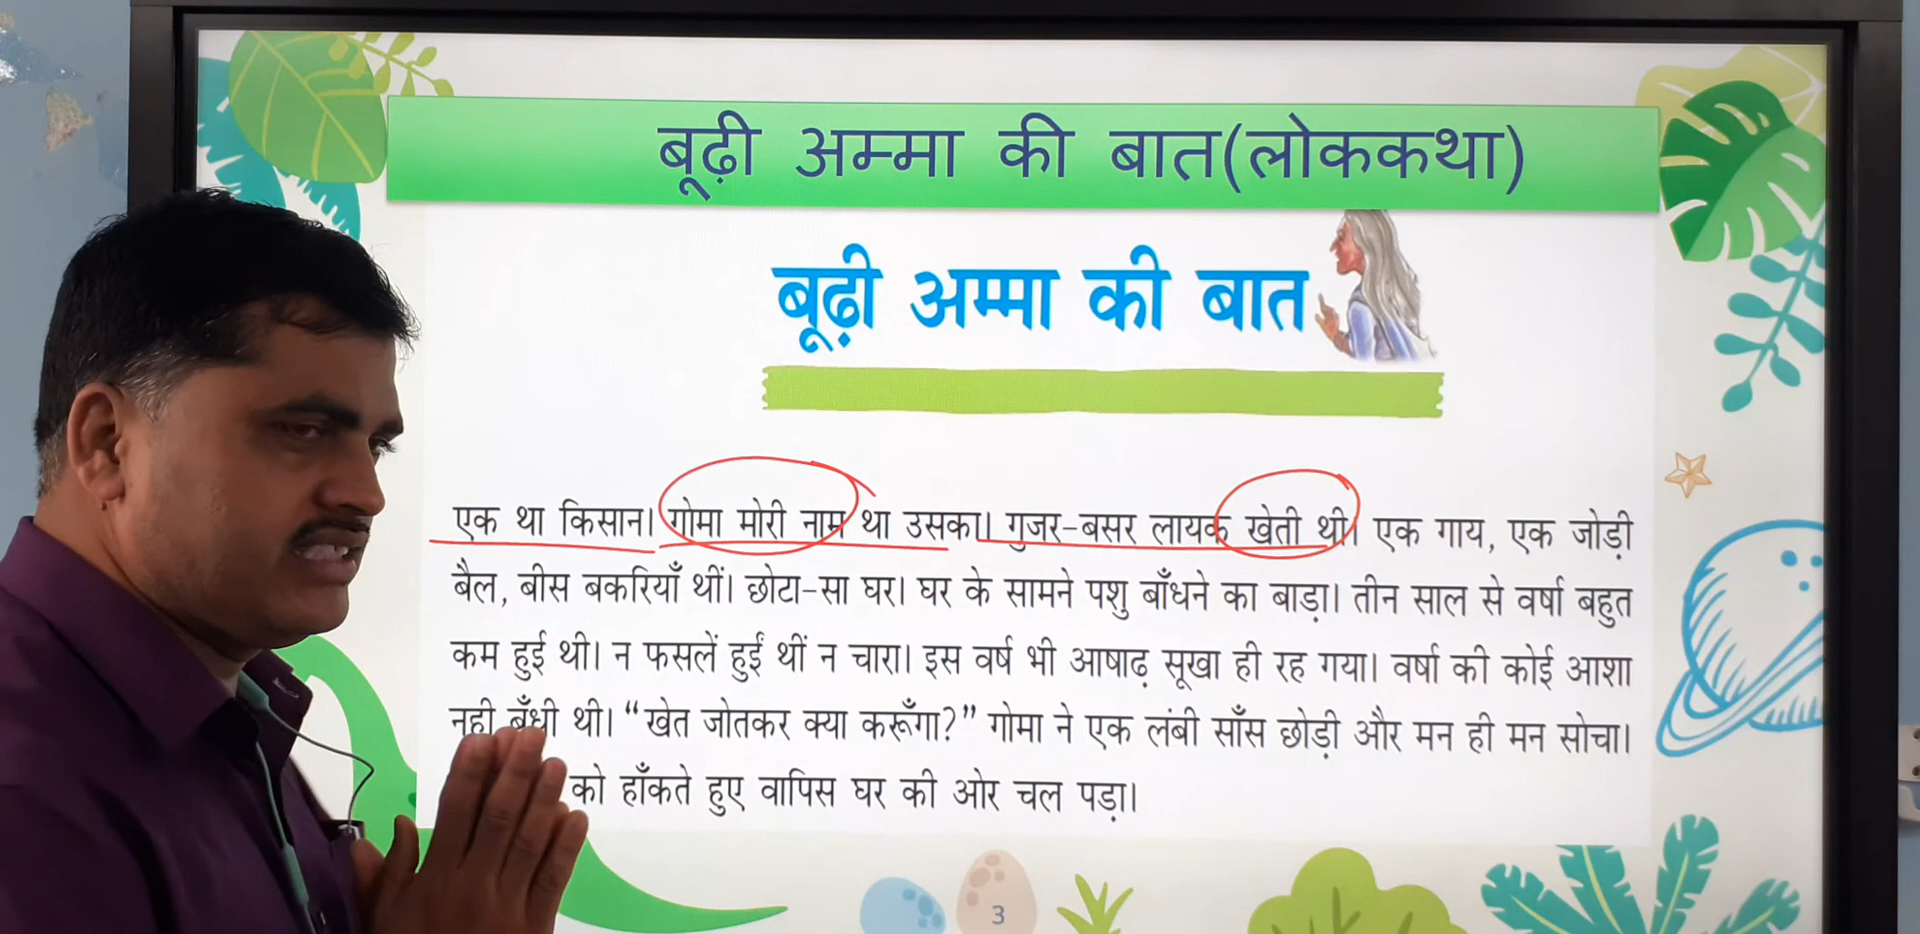 बूढ़ी अम्मा की बात(लोककथा)
बूढ़ी अम्मा की बात
एक था किसान। गोमा मोरी नाम था उसका। गुजर-बसर लायक खेती थी। एक गाय, एक जोड़ी
बैल, बीस बकरियाँ थीं। छोटा-सा घर। घर के सामने पशु बाँधने का बाड़ा। तीन साल से वर्षा बहुत
कम हुई थी। न फसलें हुईं थीं न चारा। इस वर्ष भी आषाढ़ सूखा ही रह गया। वर्षा की कोई आशा
नही बँधी थी। “खेत जोतकर क्या करूँगा?” गोमा ने एक लंबी साँस छोड़ी और मन ही मन सोचा।
को हाँकते हुए वापिस घर की ओर चल पड़ा।
3